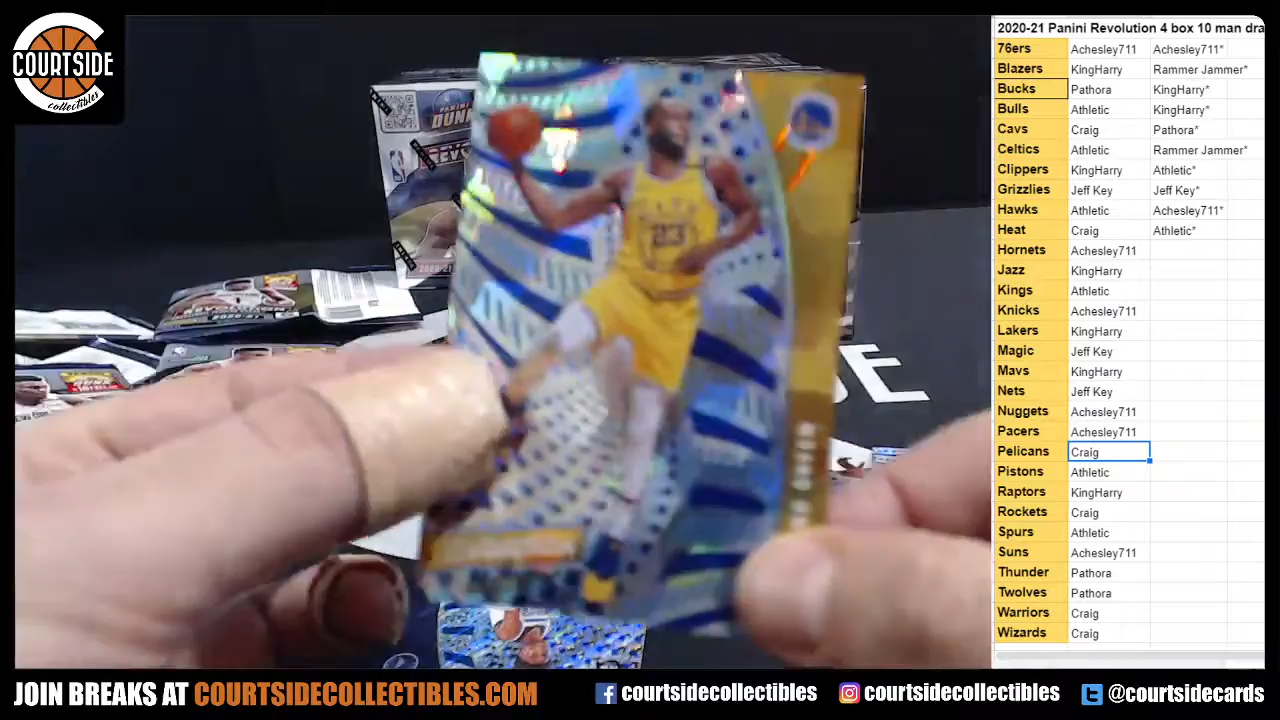 COURTSIDE
collectibles
23
GREEN
2020-21 Panini Revolution 4 box 10 man dra
76ers Achesley711 Achesley711*
Blazers KingHarry Rammer Jammer*
Bucks Pathora KingHarry*
Bulls Athletic KingHarry*
Cavs Craig Pathora*
Celtics Athletic Rammer Jammer*
Clippers KingHarry Athletic*
Grizzlies Jeff Key Jeff Key*
Hawks Athletic Achesley711*
Heat Craig Athletic*
Hornets Achesley711
Jazz KingHarry
Kings Athletic
Knicks Achesley711
Lakers KingHarry
Magic Jeff Key
Mavs KingHarry
Nets Jeff Key
Nuggets Achesley711
Pacers Achesley711
Pelicans Craig
Pistons Athletic
Raptors KingHarry
Rockets Craig
Spurs Athletic
Suns Achesley711
Thunder Pathora
Twolves Pathora
Warriors Craig
Wizards Craig
JOIN BREAKS AT COURTSIDECOLLECTIBLES.COM
courtsidecollectibles
courtsidecollectibles
@courtsidecards